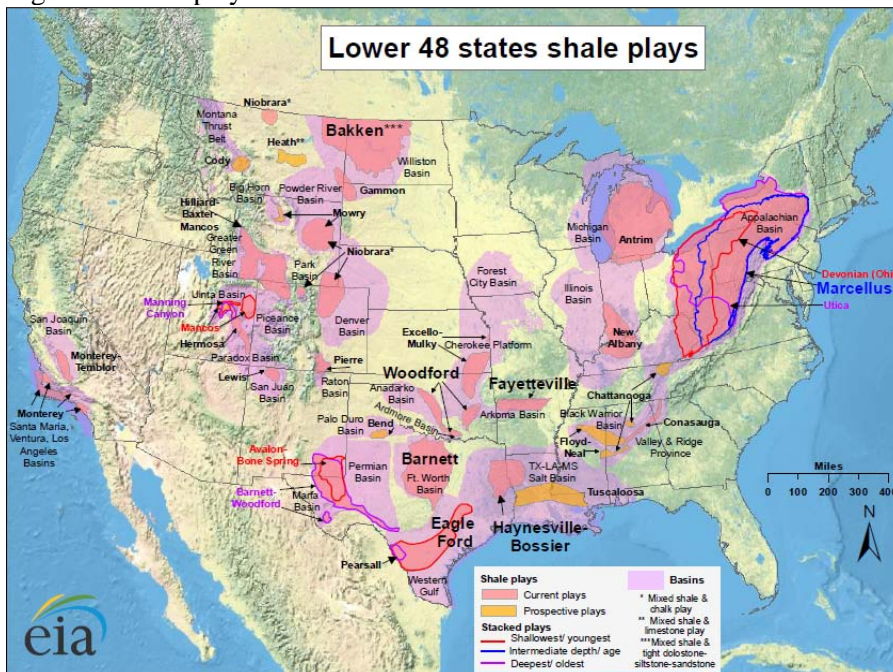 Lower 48 states shale plays
Niobrara*
Montana
Thrust
Belt
Bakken***
Heath**
Cody
Williston
Basin
Big Horn
Basin
Powder River
Basin
Gammon
Hilliard-
Baxter-
Mancos
Mowry
Greater
Green
River
Basin
Niobrara*
Park
Basin
Michigan
Basin
Antrim
Appalachian
Basin
Devonian (Ohi
Marcellus
Utica
Forest
City Basin
Illinois
Basin
Uinta Basin
Manning
Canyon
Mancos
Piceance
Basin
Denver
Basin
San Joaquin
Basin
Hermosa
Paradox Basin
Excello-
Mulky
Cherokee Platform
New
Albany
Monterey-
Temblor
Pierre
Lewis
San Juan
Basin
Raton
Basin
Woodford
Anadarko
Basin
Fayetteville
Chattanooga
Monterey
Santa Maria,
Ventura, Los
Angeles
Basins
Palo Duro
Basin
Bend
Ardmore Basin
Arkoma Basin
Black Warrior
Basin
Conasauga
Floyd-
Neal
Valley & Ridge
Province
Avalon-
Bone Spring
Permian
Basin
Barnett
Ft. Worth
Basin
TX-LA-MS
Salt Basin
Tuscaloosa
Barnett-
Woodford
Marfa
Basin
Eagle
Ford
Haynesville-
Bossier
Pearsall
Western
Gulf
Miles
0 100 200 300 400
N
Shale plays
Current plays
Prospective plays
Stacked plays
Shallowest/ youngest
Intermediate depth/ age
Deepest/ oldest
Basins
* Mixed shale &
chalk play
** Mixed shale &
limestone play
***Mixed shale &
tight dolostone-
siltstone-sandstone
eia